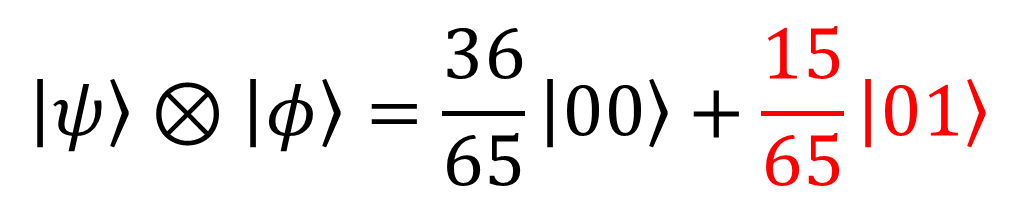 |ψ⟩ ⊗ |ϕ⟩ = 36/65 |00⟩ + 15/65 |01⟩